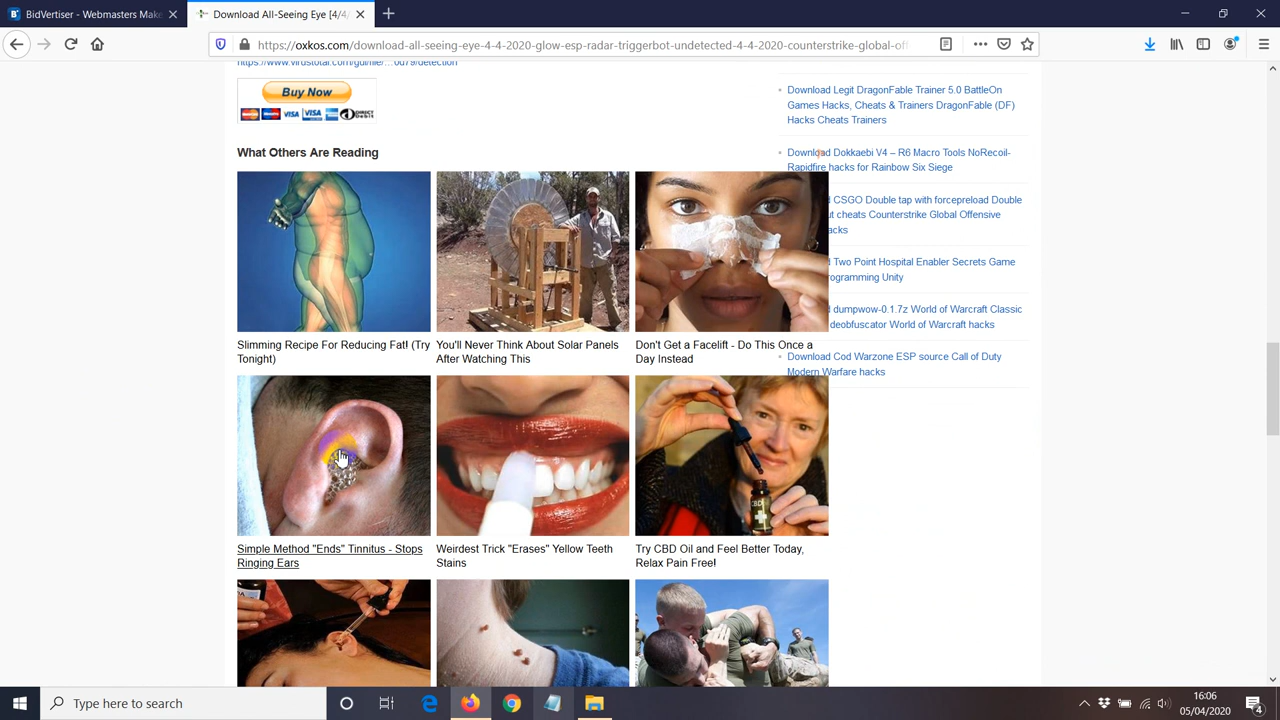 BidVertiser - Webmasters Make
Download All-Seeing Eye [4/4/
https://oxkos.com/download-all-seeing-eye-4-4-2020-glow-esp-radar-triggerbot-undetected-4-4-2020-counterstrike-global-off
https://www.virustotal.com/gui/file/…0d79/detection
Buy Now
VISA VISA
DIRECT Debit
What Others Are Reading
Slimming Recipe For Reducing Fat! (Try
Tonight)
You'll Never Think About Solar Panels
After Watching This
Don't Get a Facelift - Do This Once a
Day Instead
Simple Method "Ends" Tinnitus - Stops
Ringing Ears
Weirdest Trick "Erases" Yellow Teeth
Stains
CBD
Try CBD Oil and Feel Better Today,
Relax Pain Free!
Download Legit DragonFable Trainer 5.0 BattleOn
Games Hacks, Cheats & Trainers DragonFable (DF)
Hacks Cheats Trainers
Download Dokkaebi V4 – R6 Macro Tools NoRecoil-
Rapidfire hacks for Rainbow Six Siege
d CSGO Double tap with forcepreload Double
ut cheats Counterstrike Global Offensive
acks
d Two Point Hospital Enabler Secrets Game
rogramming Unity
d dumpwow-0.1.7z World of Warcraft Classic
deobfuscator World of Warcraft hacks
Download Cod Warzone ESP source Call of Duty
Modern Warfare hacks
Type here to search
16:06
05/04/2020
4